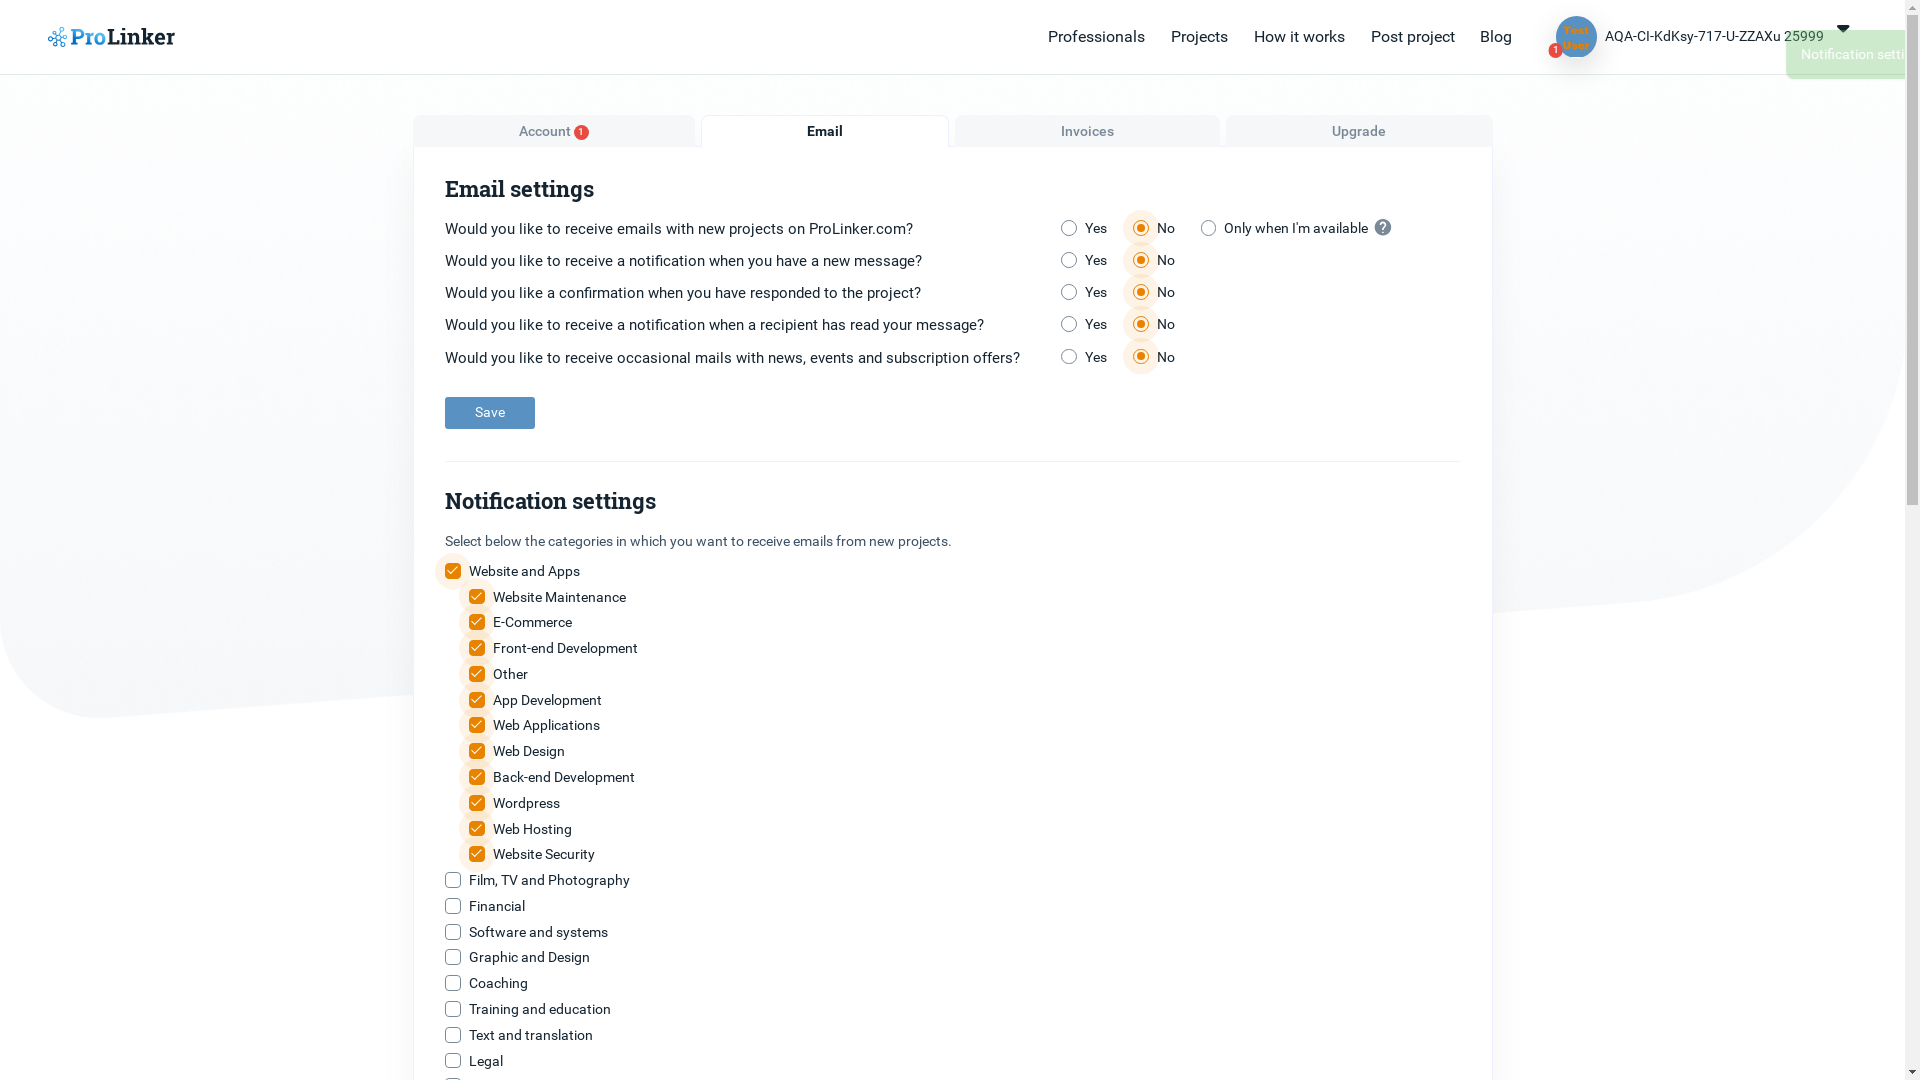 ProLinker
Professionals
Projects
How it works
Post project
Blog
Test
User
1
AQA-CI-KdKsy-717-U-ZZAXu 25999
Notification setti
Account 1
Email
Invoices
Upgrade
Email settings
Would you like to receive emails with new projects on ProLinker.com? Yes No Only when I'm available ?
Would you like to receive a notification when you have a new message? Yes No
Would you like a confirmation when you have responded to the project? Yes No
Would you like to receive a notification when a recipient has read your message? Yes No
Would you like to receive occasional mails with news, events and subscription offers? Yes No
Save
Notification settings
Select below the categories in which you want to receive emails from new projects.
Website and Apps
Website Maintenance
E-Commerce
Front-end Development
Other
App Development
Web Applications
Web Design
Back-end Development
Wordpress
Web Hosting
Website Security
Film, TV and Photography
Financial
Software and systems
Graphic and Design
Coaching
Training and education
Text and translation
Legal